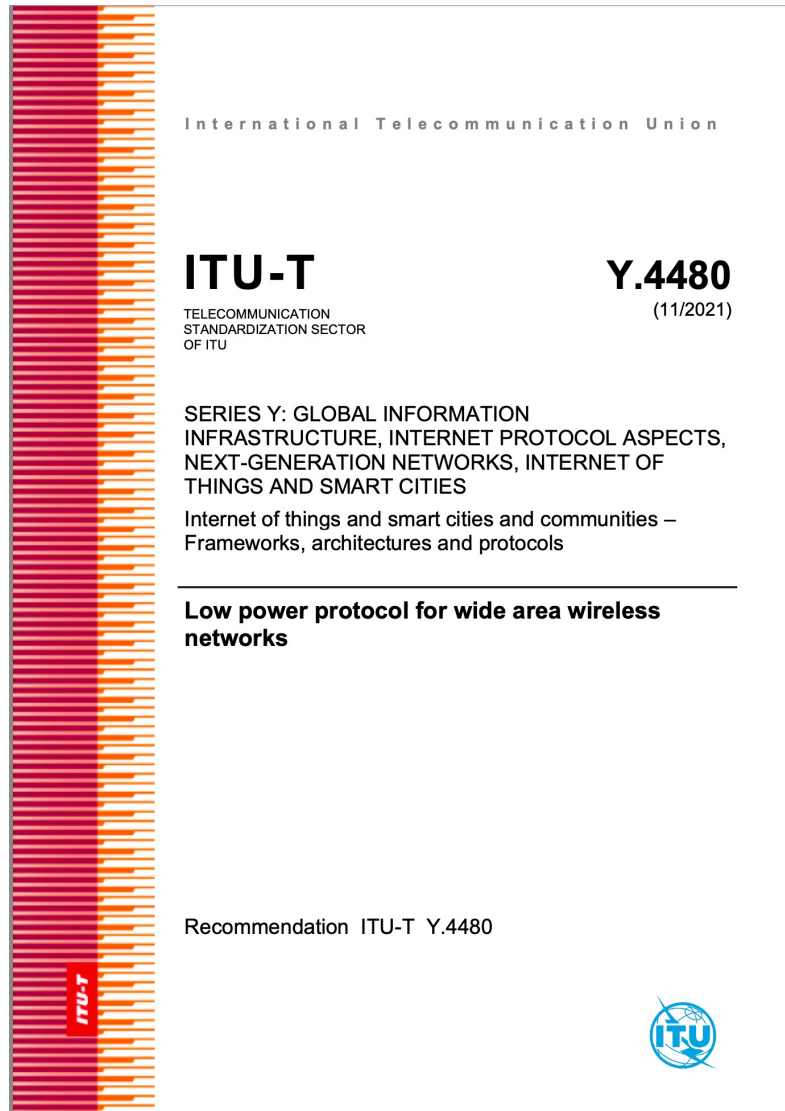 International Telecommunication Union
ITU-T
Y.4480
TELECOMMUNICATION
STANDARDIZATION SECTOR
OF ITU
(11/2021)
SERIES Y: GLOBAL INFORMATION
INFRASTRUCTURE, INTERNET PROTOCOL ASPECTS,
NEXT-GENERATION NETWORKS, INTERNET OF
THINGS AND SMART CITIES
Internet of things and smart cities and communities –
Frameworks, architectures and protocols
Low power protocol for wide area wireless
networks
Recommendation ITU-T Y.4480
ITU-T
ITU